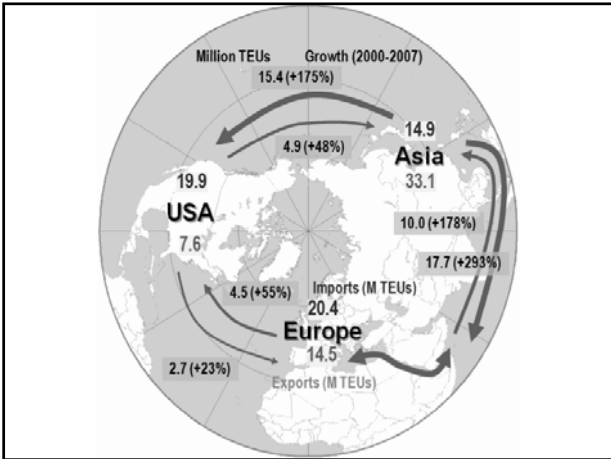 Million TEUs Growth (2000-2007)
15.4 (+175%)
4.9 (+48%)
14.9
Asia
33.1
19.9
USA
7.6
10.0 (+178%)
17.7 (+293%)
4.5 (+55%)
Imports (M TEUs)
20.4
Europe
14.5
Exports (M TEUs)
2.7 (+23%)